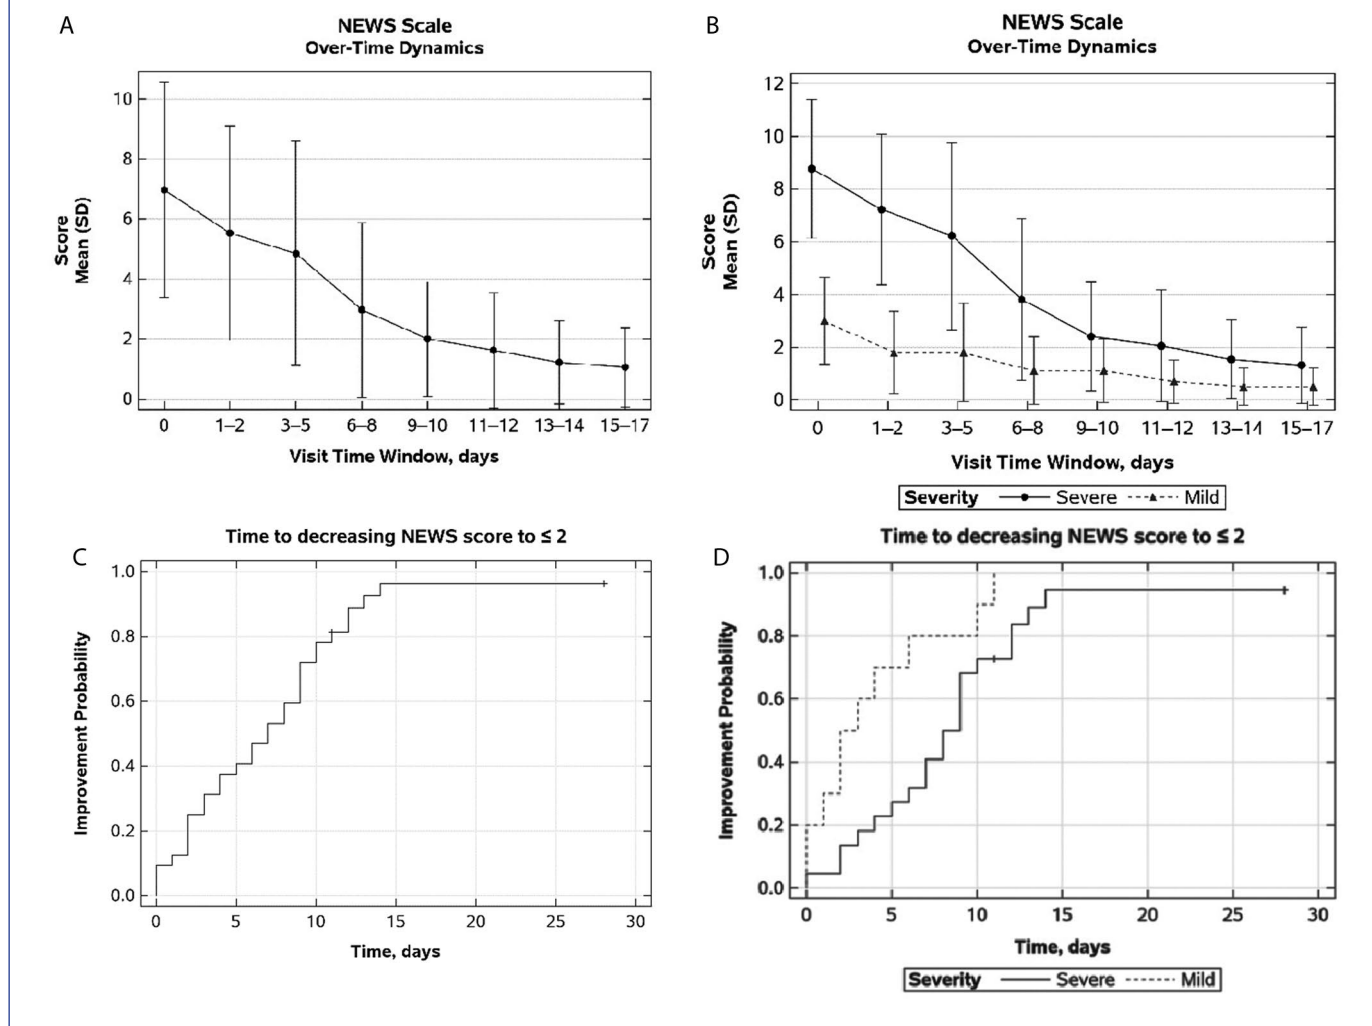 A
NEWS Scale
Over-Time Dynamics
Score
Mean (SD)
10
8
6
4
2
0
0 1–2 3–5 6–8 9–10 11–12 13–14 15–17
Visit Time Window, days
B
NEWS Scale
Over-Time Dynamics
Score
Mean (SD)
12
10
8
6
4
2
0
0 1–2 3–5 6–8 9–10 11–12 13–14 15–17
Visit Time Window, days
Severity Severe Mild
C
Time to decreasing NEWS score to ≤ 2
Improvement Probability
1.0
0.8
0.6
0.4
0.2
0.0
0 5 10 15 20 25 30
Time, days
D
Time to decreasing NEWS score to ≤ 2
Improvement Probability
1.0
0.8
0.6
0.4
0.2
0.0
0 5 10 15 20 25 30
Time, days
Severity Severe Mild